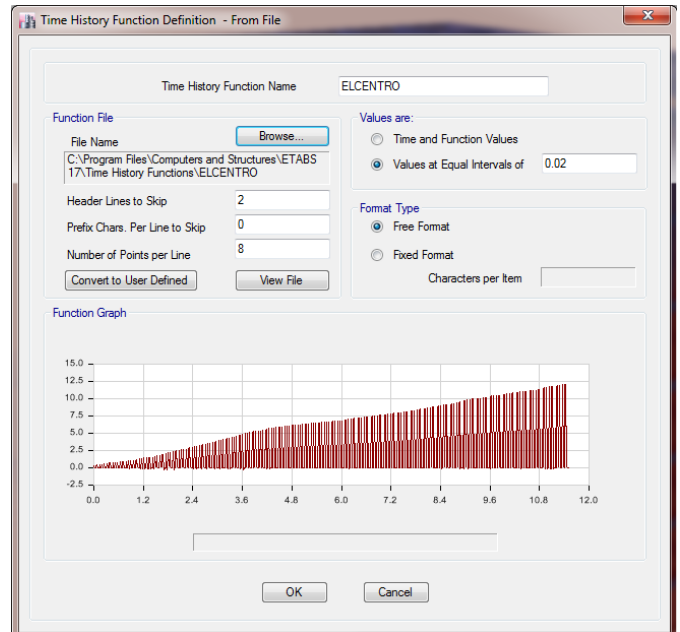 Time History Function Definition - From File
Time History Function Name ELCENTRO
Function File
File Name
Browse...
C:\Program Files\Computers and Structures\ETABS
17\Time History Functions\ELCENTRO
Header Lines to Skip 2
Prefix Chars. Per Line to Skip 0
Number of Points per Line 8
Convert to User Defined View File
Values are:
Time and Function Values
Values at Equal Intervals of 0.02
Format Type
Free Format
Fixed Format
Characters per Item
Function Graph
15.0
12.5
10.0
7.5
5.0
2.5
0.0
-2.5
0.0 1.2 2.4 3.6 4.8 6.0 7.2 8.4 9.6 10.8 12.0
OK Cancel